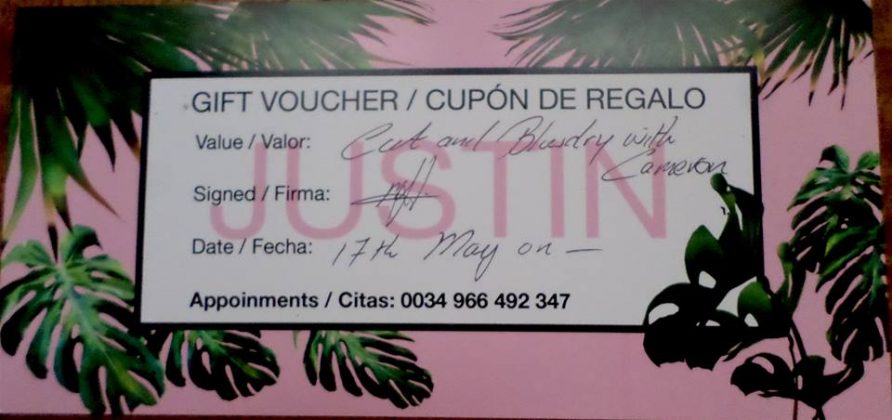 GIFT VOUCHER / CUPÓN DE REGALO
Value / Valor: Cut and Blowdry with
Cameron
JUSTIN
Signed / Firma:
Date / Fecha: 17th May on —
Appoinments / Citas: 0034 966 492 347